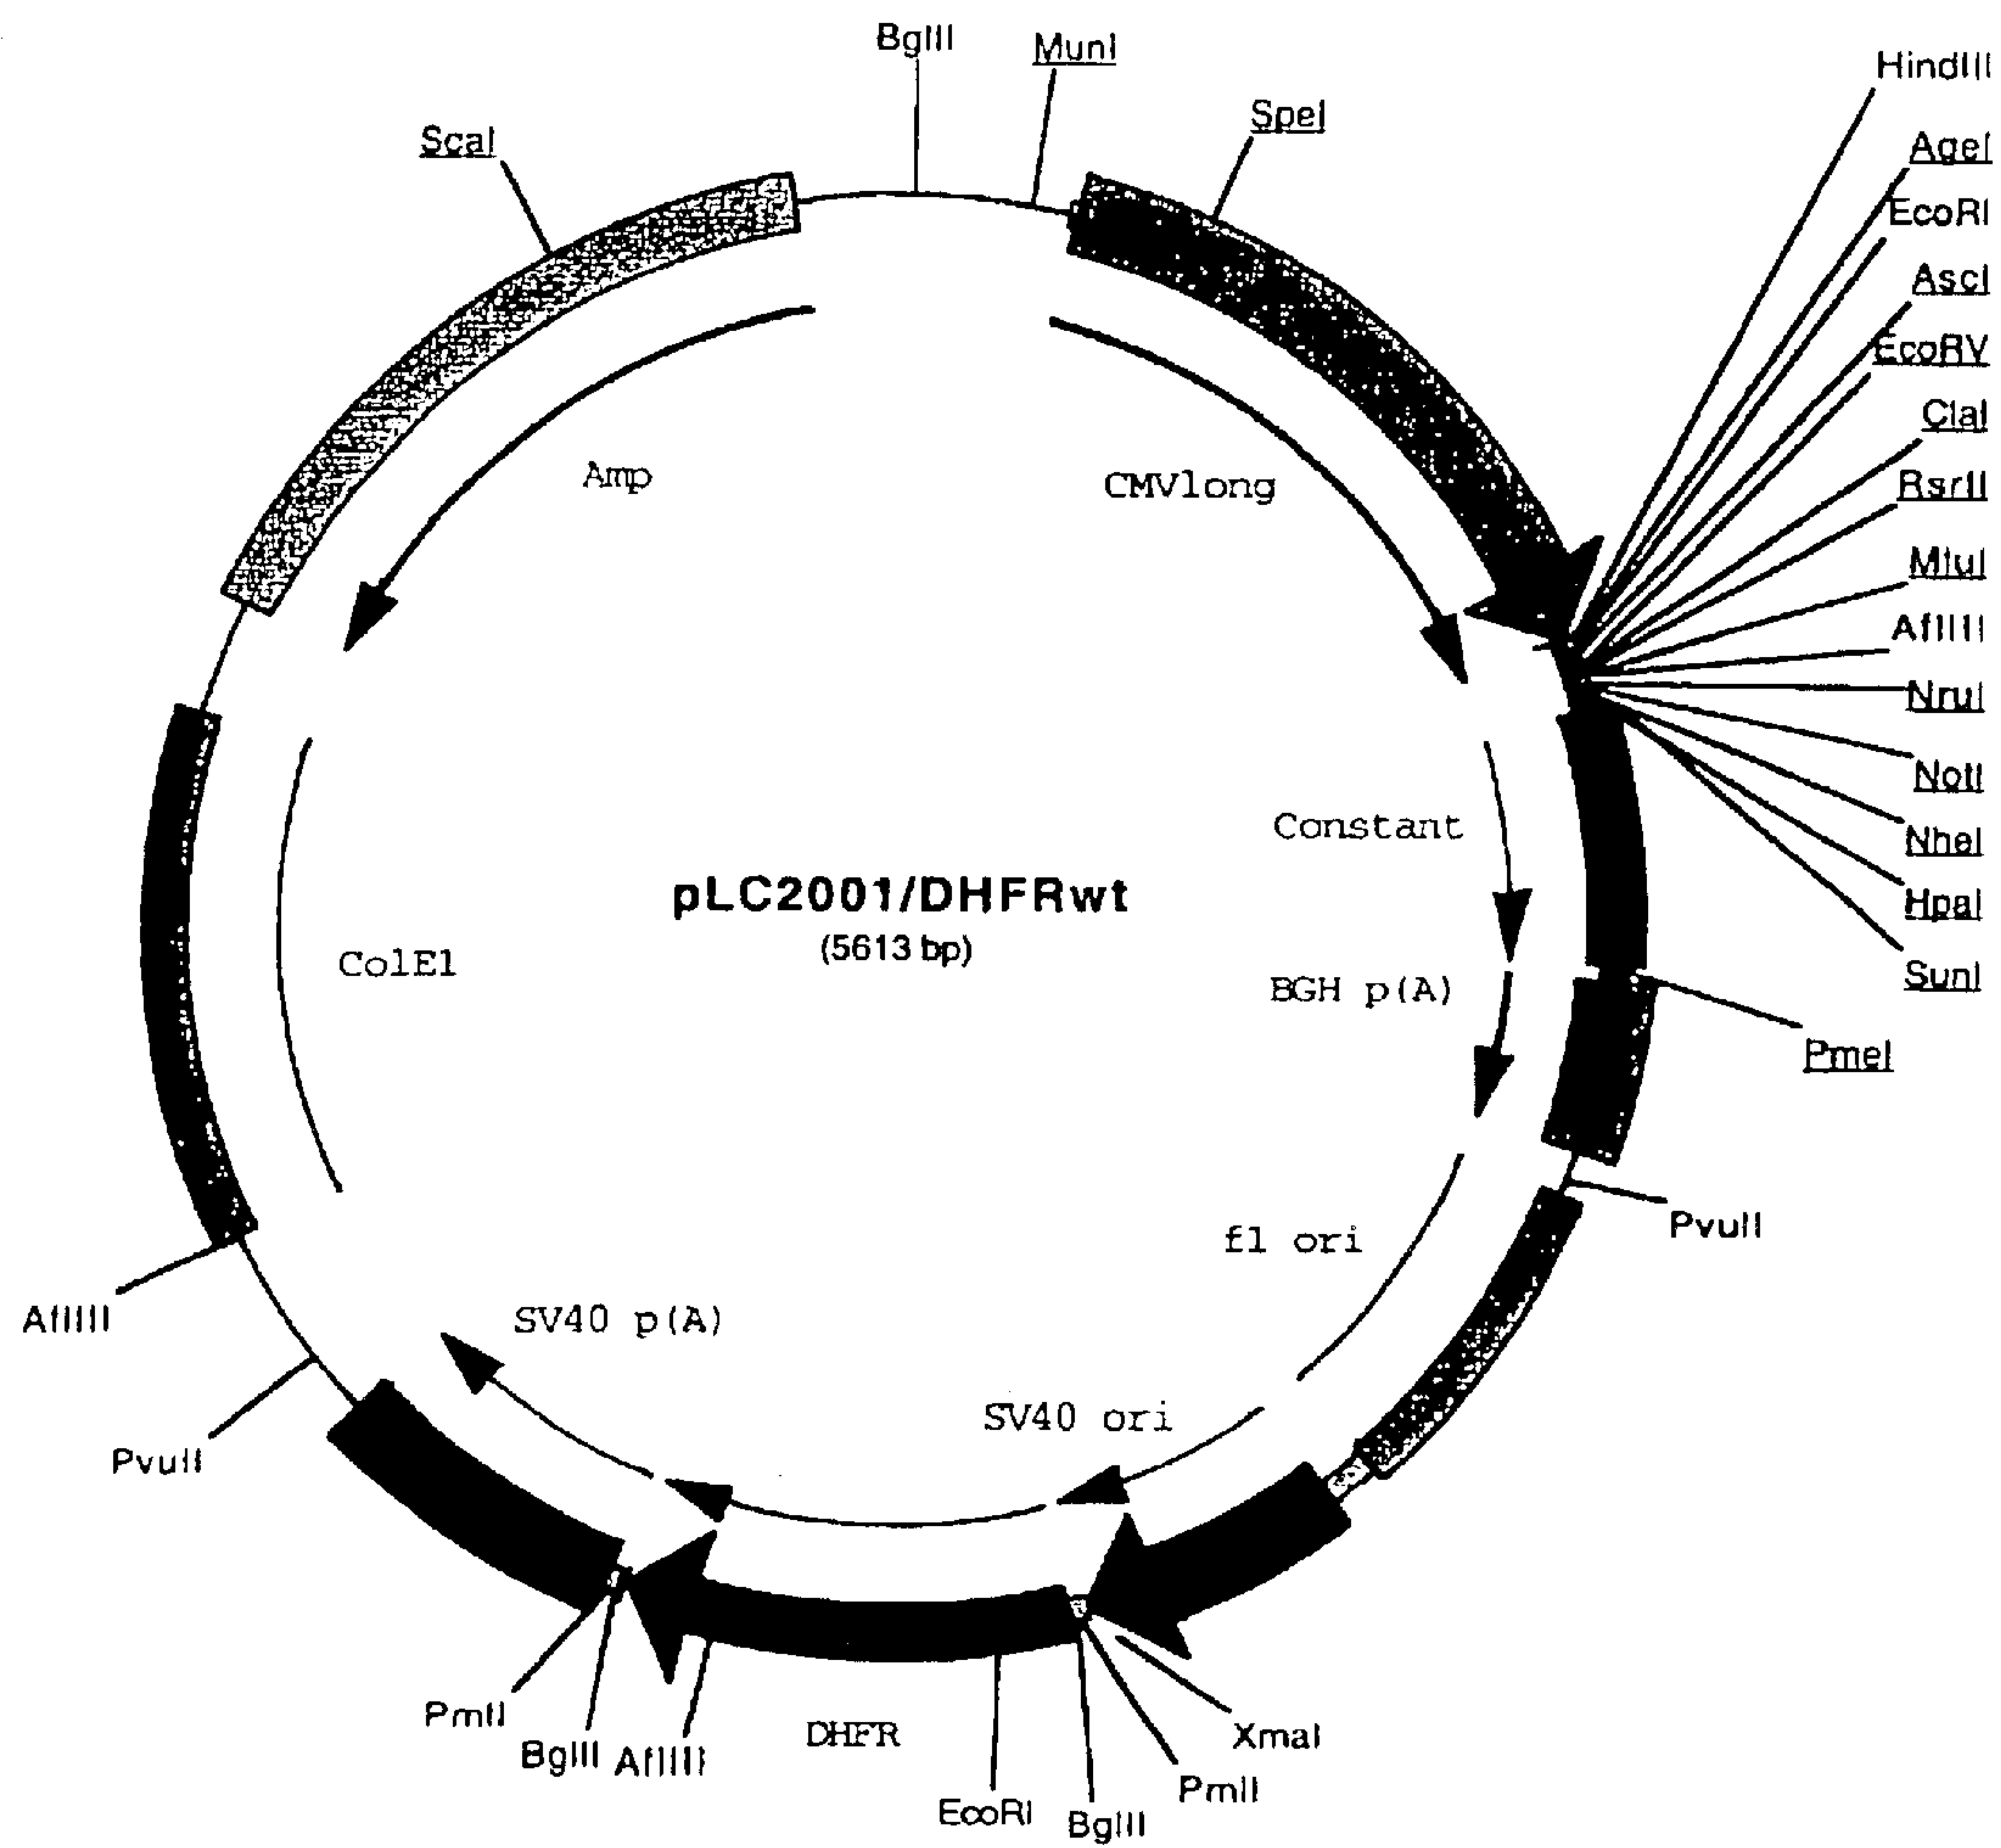 BglII
MunI
SpeI
ScaI
HindIII
AgeI
EcoRI
AscI
EcoRV
ClaI
RsrII
MluI
AflIII
NruI
NotI
NheI
HpaI
SunI
PmeI
PvuII
Amp
CMVlong
Constant
pLC2001/DHFRwt
(5613 bp)
ColE1
BGH p(A)
f1 ori
SV40 p(A)
SV40 ori
AflIII
PvuII
PmlI
BglII
AflIII
DHFR
EcoRI
BglII
PmlI
XmaI